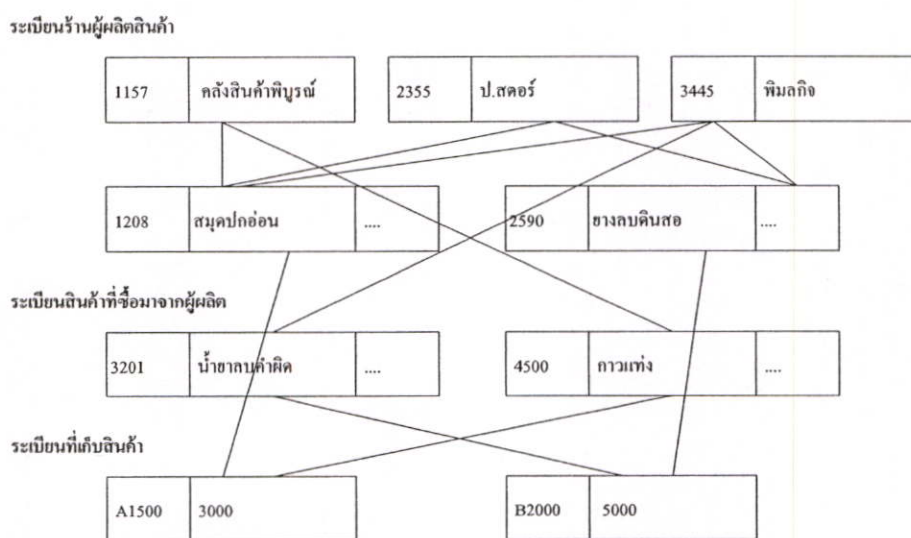 ระเบียนร้านผู้ผลิตสินค้า
1157 คลังสินค้าพิบูรณ์ 2355 ป.สตอร์ 3445 พิมลกิจ
1208 สมุดปกอ่อน .... 2590 ยางลบดินสอ ....
ระเบียนสินค้าที่ซื้อมาจากผู้ผลิต
3201 น้ำยาลบคำผิด .... 4500 กาวแท่ง ....
ระเบียนที่เก็บสินค้า
A1500 3000 B2000 5000